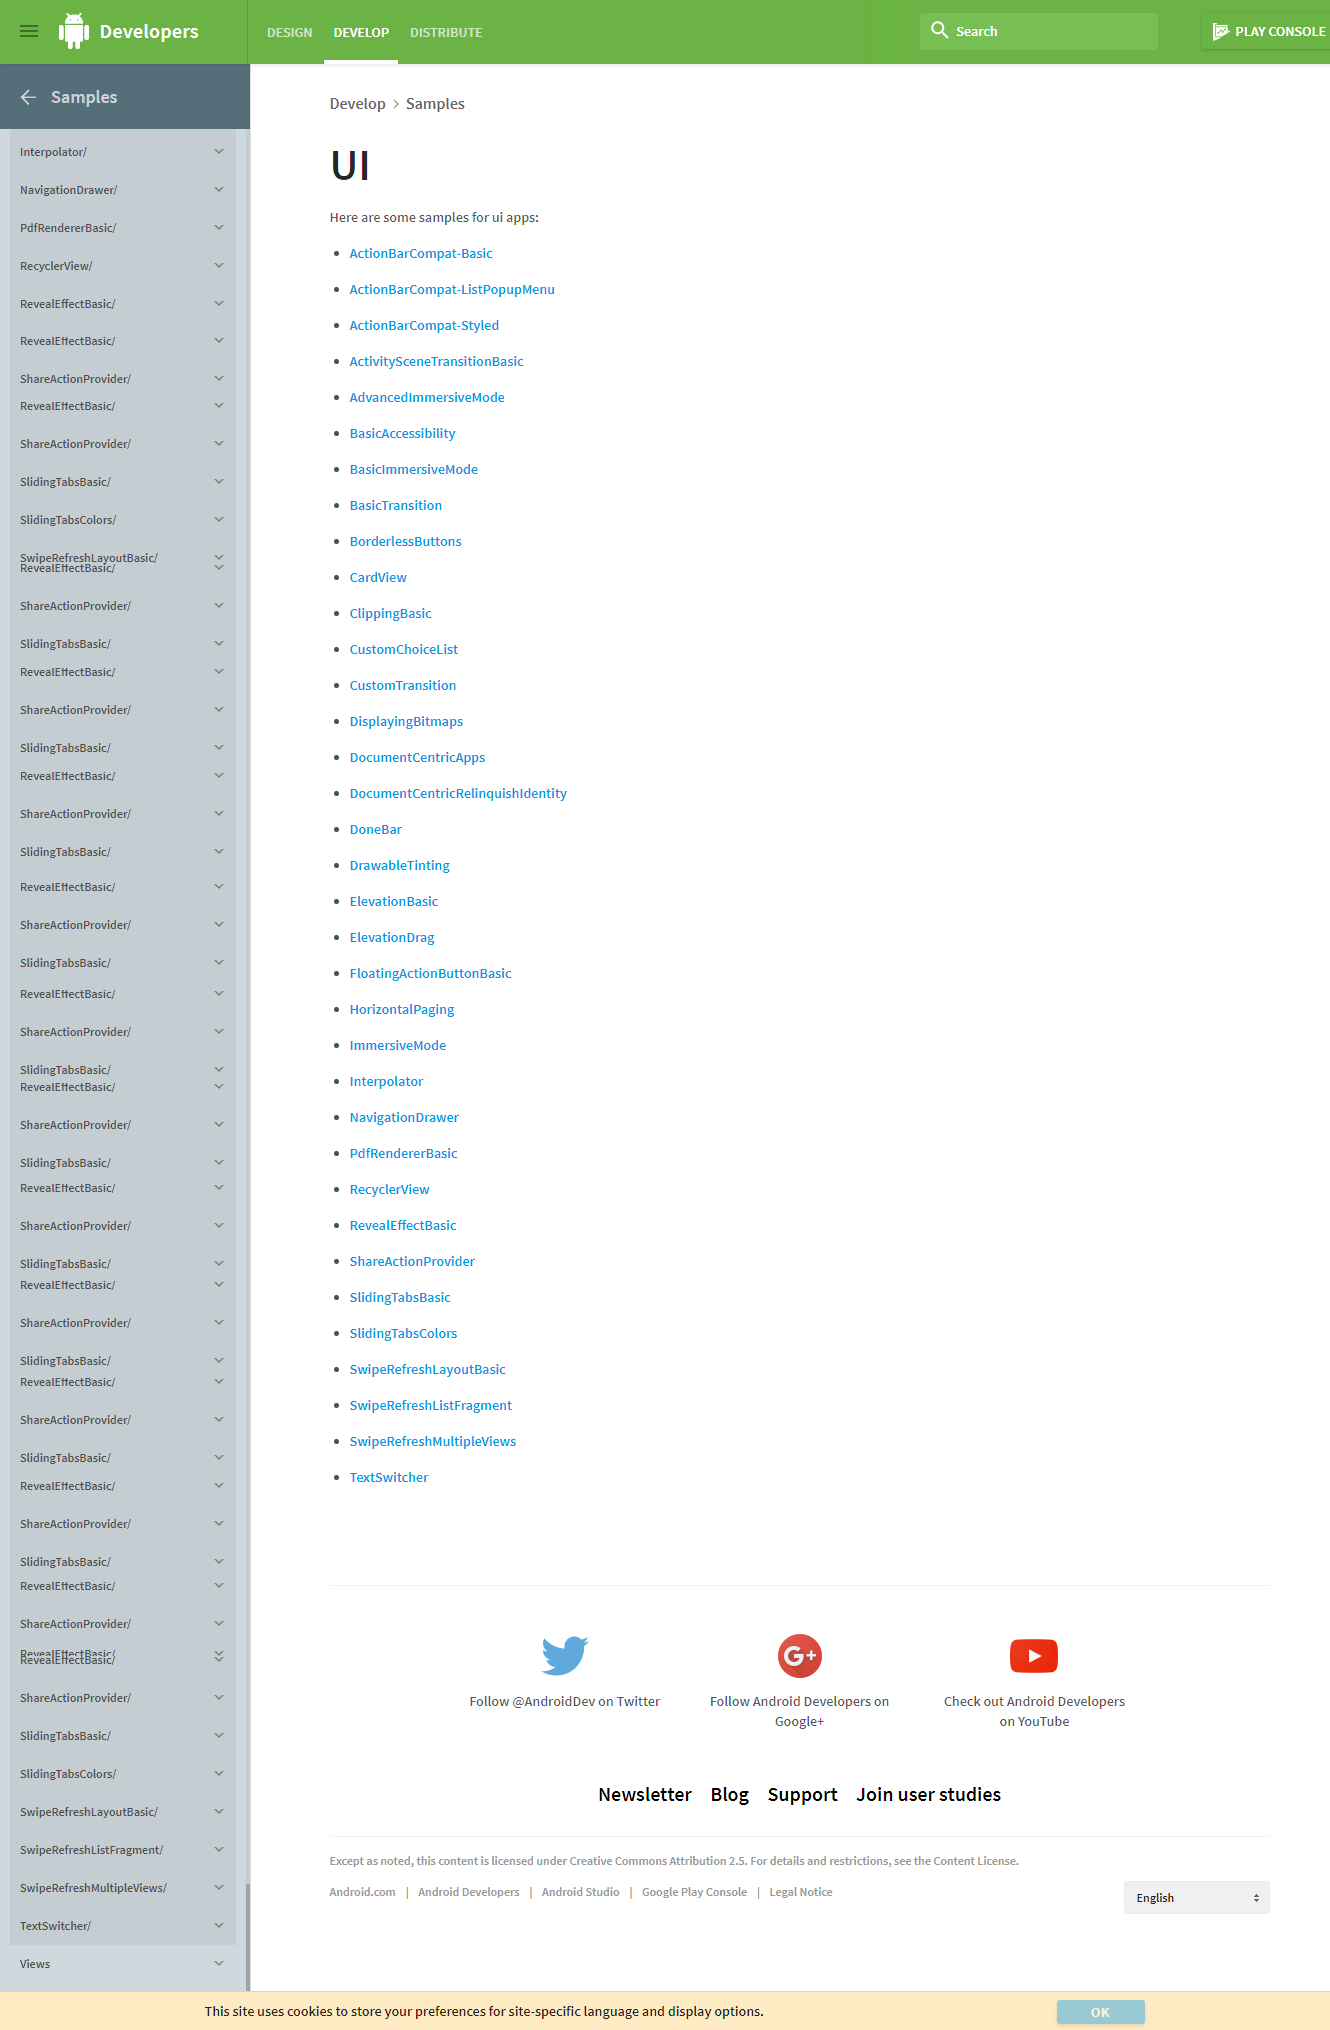 Developers
DESIGN DEVELOP DISTRIBUTE
Search
PLAY CONSOLE
Samples
Interpolator/
NavigationDrawer/
PdfRendererBasic/
RecyclerView/
RevealEffectBasic/
RevealEffectBasic/
ShareActionProvider/
RevealEffectBasic/
ShareActionProvider/
SlidingTabsBasic/
SlidingTabsColors/
SwipeRefreshLayoutBasic/
RevealEffectBasic/
ShareActionProvider/
SlidingTabsBasic/
RevealEffectBasic/
ShareActionProvider/
SlidingTabsBasic/
RevealEffectBasic/
ShareActionProvider/
SlidingTabsBasic/
RevealEffectBasic/
ShareActionProvider/
SlidingTabsBasic/
RevealEffectBasic/
ShareActionProvider/
SlidingTabsBasic/
RevealEffectBasic/
ShareActionProvider/
SlidingTabsBasic/
RevealEffectBasic/
ShareActionProvider/
SlidingTabsBasic/
RevealEffectBasic/
ShareActionProvider/
SlidingTabsBasic/
RevealEffectBasic/
ShareActionProvider/
SlidingTabsBasic/
RevealEffectBasic/
ShareActionProvider/
SlidingTabsBasic/
RevealEffectBasic/
ShareActionProvider/
RevealEffectBasic/
RevealEffectBasic/
ShareActionProvider/
SlidingTabsBasic/
SlidingTabsColors/
SwipeRefreshLayoutBasic/
SwipeRefreshListFragment/
SwipeRefreshMultipleViews/
TextSwitcher/
Views
Develop > Samples
UI
Here are some samples for ui apps:
ActionBarCompat-Basic
ActionBarCompat-ListPopupMenu
ActionBarCompat-Styled
ActivitySceneTransitionBasic
AdvancedImmersiveMode
BasicAccessibility
BasicImmersiveMode
BasicTransition
BorderlessButtons
CardView
ClippingBasic
CustomChoiceList
CustomTransition
DisplayingBitmaps
DocumentCentricApps
DocumentCentricRelinquishIdentity
DoneBar
DrawableTinting
ElevationBasic
ElevationDrag
FloatingActionButtonBasic
HorizontalPaging
ImmersiveMode
Interpolator
NavigationDrawer
PdfRendererBasic
RecyclerView
RevealEffectBasic
ShareActionProvider
SlidingTabsBasic
SlidingTabsColors
SwipeRefreshLayoutBasic
SwipeRefreshListFragment
SwipeRefreshMultipleViews
TextSwitcher
G+
Follow @AndroidDev on Twitter
Follow Android Developers on
Google+
Check out Android Developers
on YouTube
Newsletter Blog Support Join user studies
Except as noted, this content is licensed under Creative Commons Attribution 2.5. For details and restrictions, see the Content License.
Android.com | Android Developers | Android Studio | Google Play Console | Legal Notice
English
This site uses cookies to store your preferences for site-specific language and display options.
OK